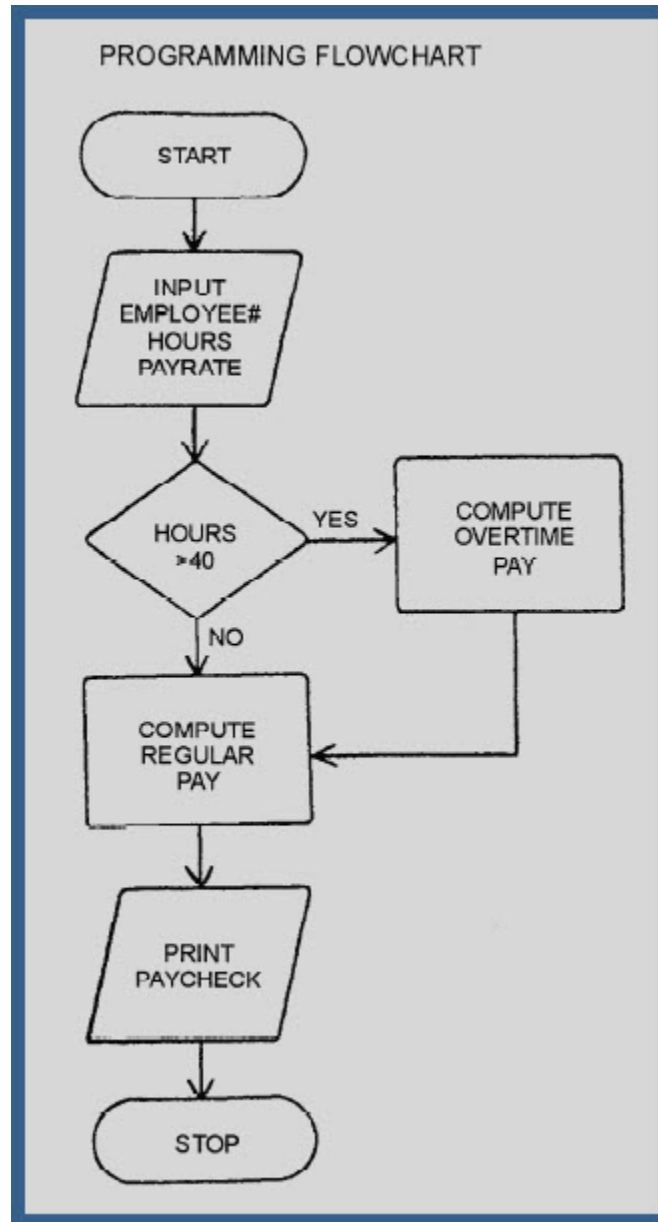 PROGRAMMING FLOWCHART
START
INPUT
EMPLOYEE#
HOURS
PAYRATE
HOURS
>40
YES
COMPUTE
OVERTIME
PAY
NO
COMPUTE
REGULAR
PAY
PRINT
PAYCHECK
STOP